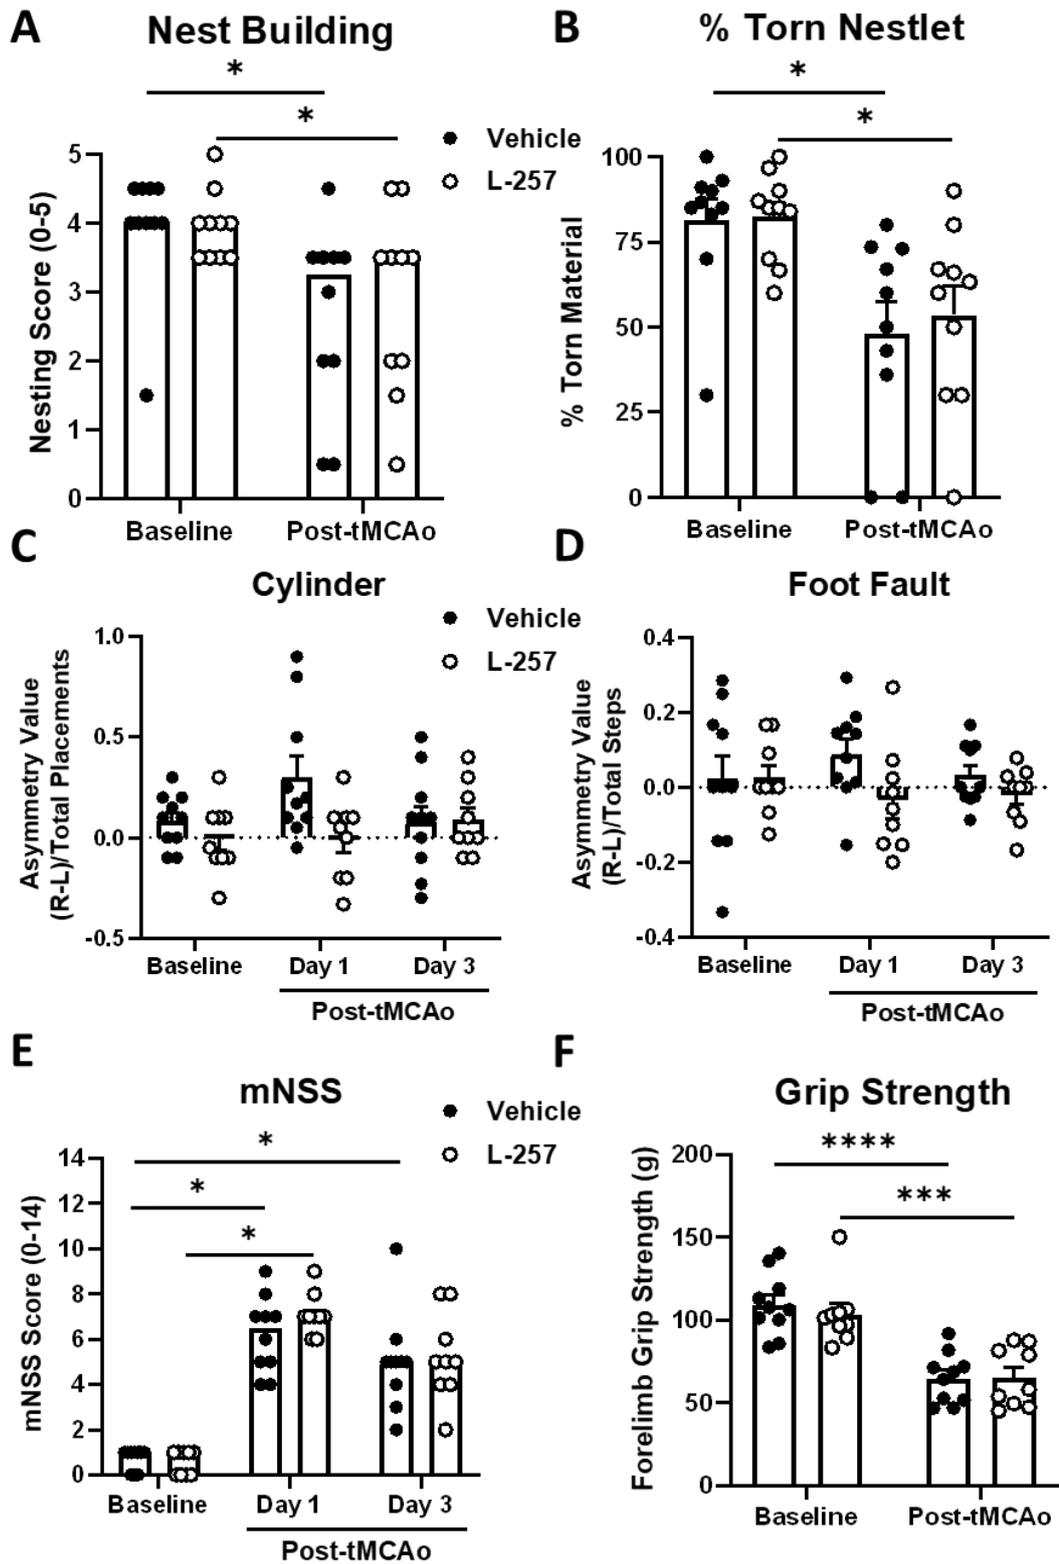 A
Nest Building
*
*
Vehicle
L-257
Nesting Score (0-5)
5
4
3
2
1
0
Baseline
Post-tMCAo
B
% Torn Nestlet
*
*
% Torn Material
100
75
50
25
0
Baseline
Post-tMCAo
C
Cylinder
Vehicle
L-257
Asymmetry Value
(R-L)/Total Placements
1.0
0.5
0.0
-0.5
Baseline
Day 1
Day 3
Post-tMCAo
D
Foot Fault
Asymmetry Value
(R-L)/Total Steps
0.4
0.2
0.0
-0.2
-0.4
Baseline
Day 1
Day 3
Post-tMCAo
E
mNSS
Vehicle
L-257
*
*
*
mNSS Score (0-14)
14
12
10
8
6
4
2
0
Baseline
Day 1
Day 3
Post-tMCAo
F
Grip Strength
****
***
Forelimb Grip Strength (g)
200
150
100
50
0
Baseline
Post-tMCAo